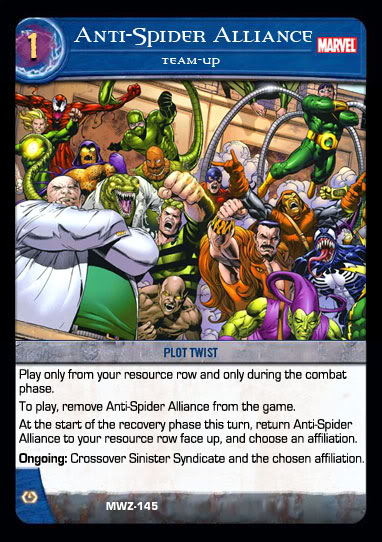 1
ANTI-SPIDER ALLIANCE
MARVEL
TEAM-UP
PLOT TWIST
Play only from your resource row and only during the combat
phase.
To play, remove Anti-Spider Alliance from the game.
At the start of the recovery phase this turn, return Anti-Spider
Alliance to your resource row face up, and choose an affiliation.
Ongoing: Crossover Sinister Syndicate and the chosen affiliation.
MWZ-145